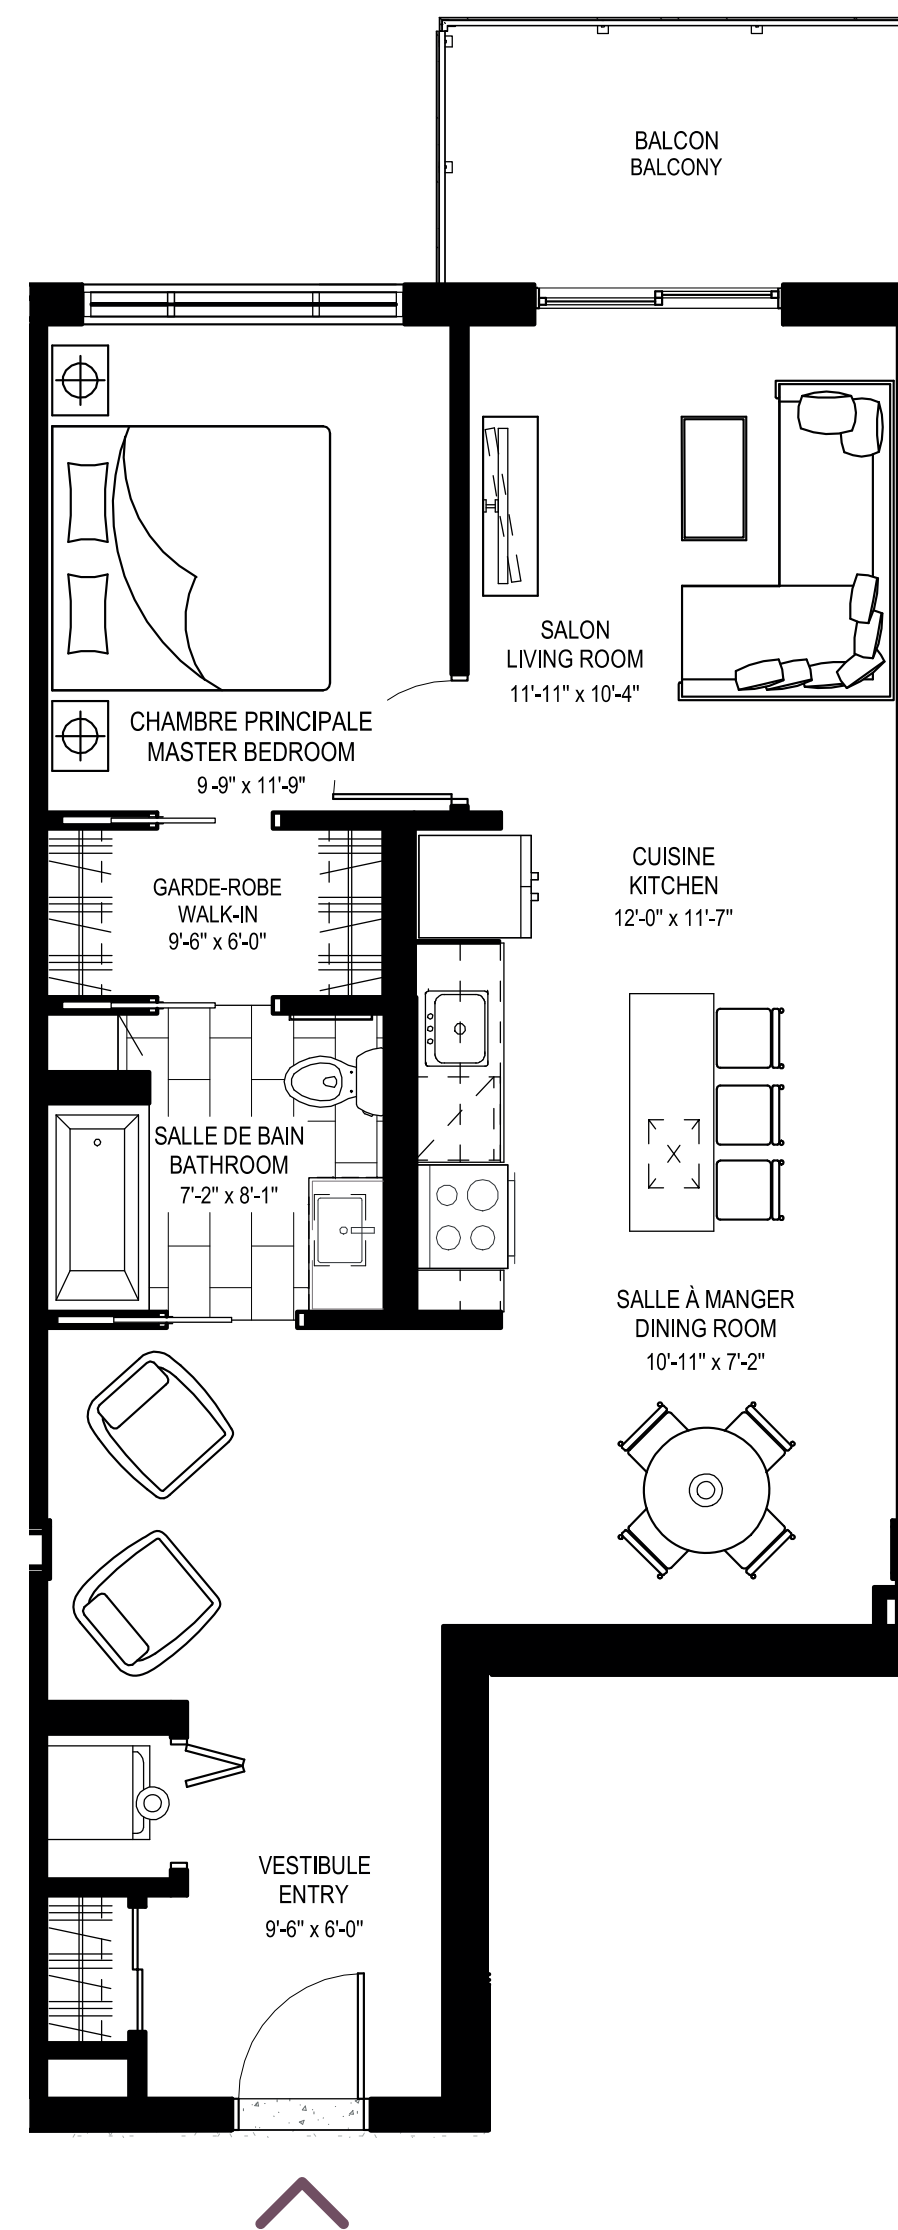 BALCON
BALCONY
SALON
LIVING ROOM
11'-11" x 10'-4"
CHAMBRE PRINCIPALE
MASTER BEDROOM
9-9" x 11'-9"
CUISINE
KITCHEN
12'-0" x 11'-7"
GARDE-ROBE
WALK-IN
9'-6" x 6'-0"
SALLE DE BAIN
BATHROOM
7'-2" x 8'-1"
SALLE À MANGER
DINING ROOM
10'-11" x 7'-2"
VESTIBULE
ENTRY
9'-6" x 6'-0"